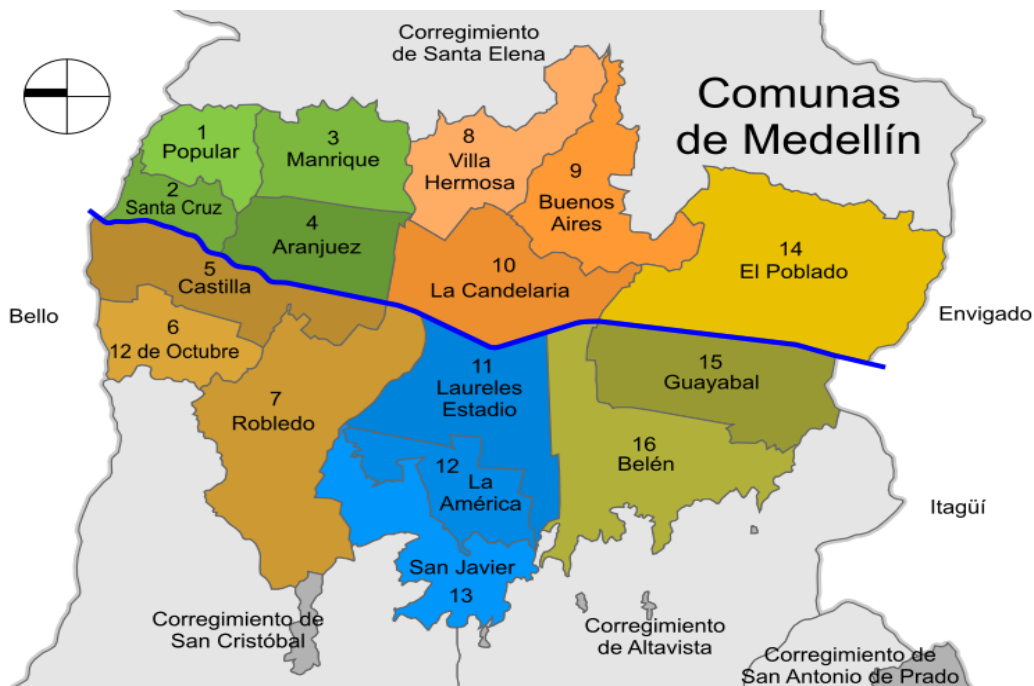 Corregimiento
de Santa Elena
Comunas
de Medellín
1
Popular
3
Manrique
8
Villa
Hermosa
9
Buenos
Aires
2
Santa Cruz
4
Aranjuez
10
La Candelaria
14
El Poblado
5
Castilla
Bello
Envigado
6
12 de Octubre
11
Laureles
Estadio
15
Guayabal
7
Robledo
16
Belén
12
La
América
Itagüí
San Javier
13
Corregimiento de
San Cristóbal
Corregimiento
de Altavista
Corregimiento de
San Antonio de Prado